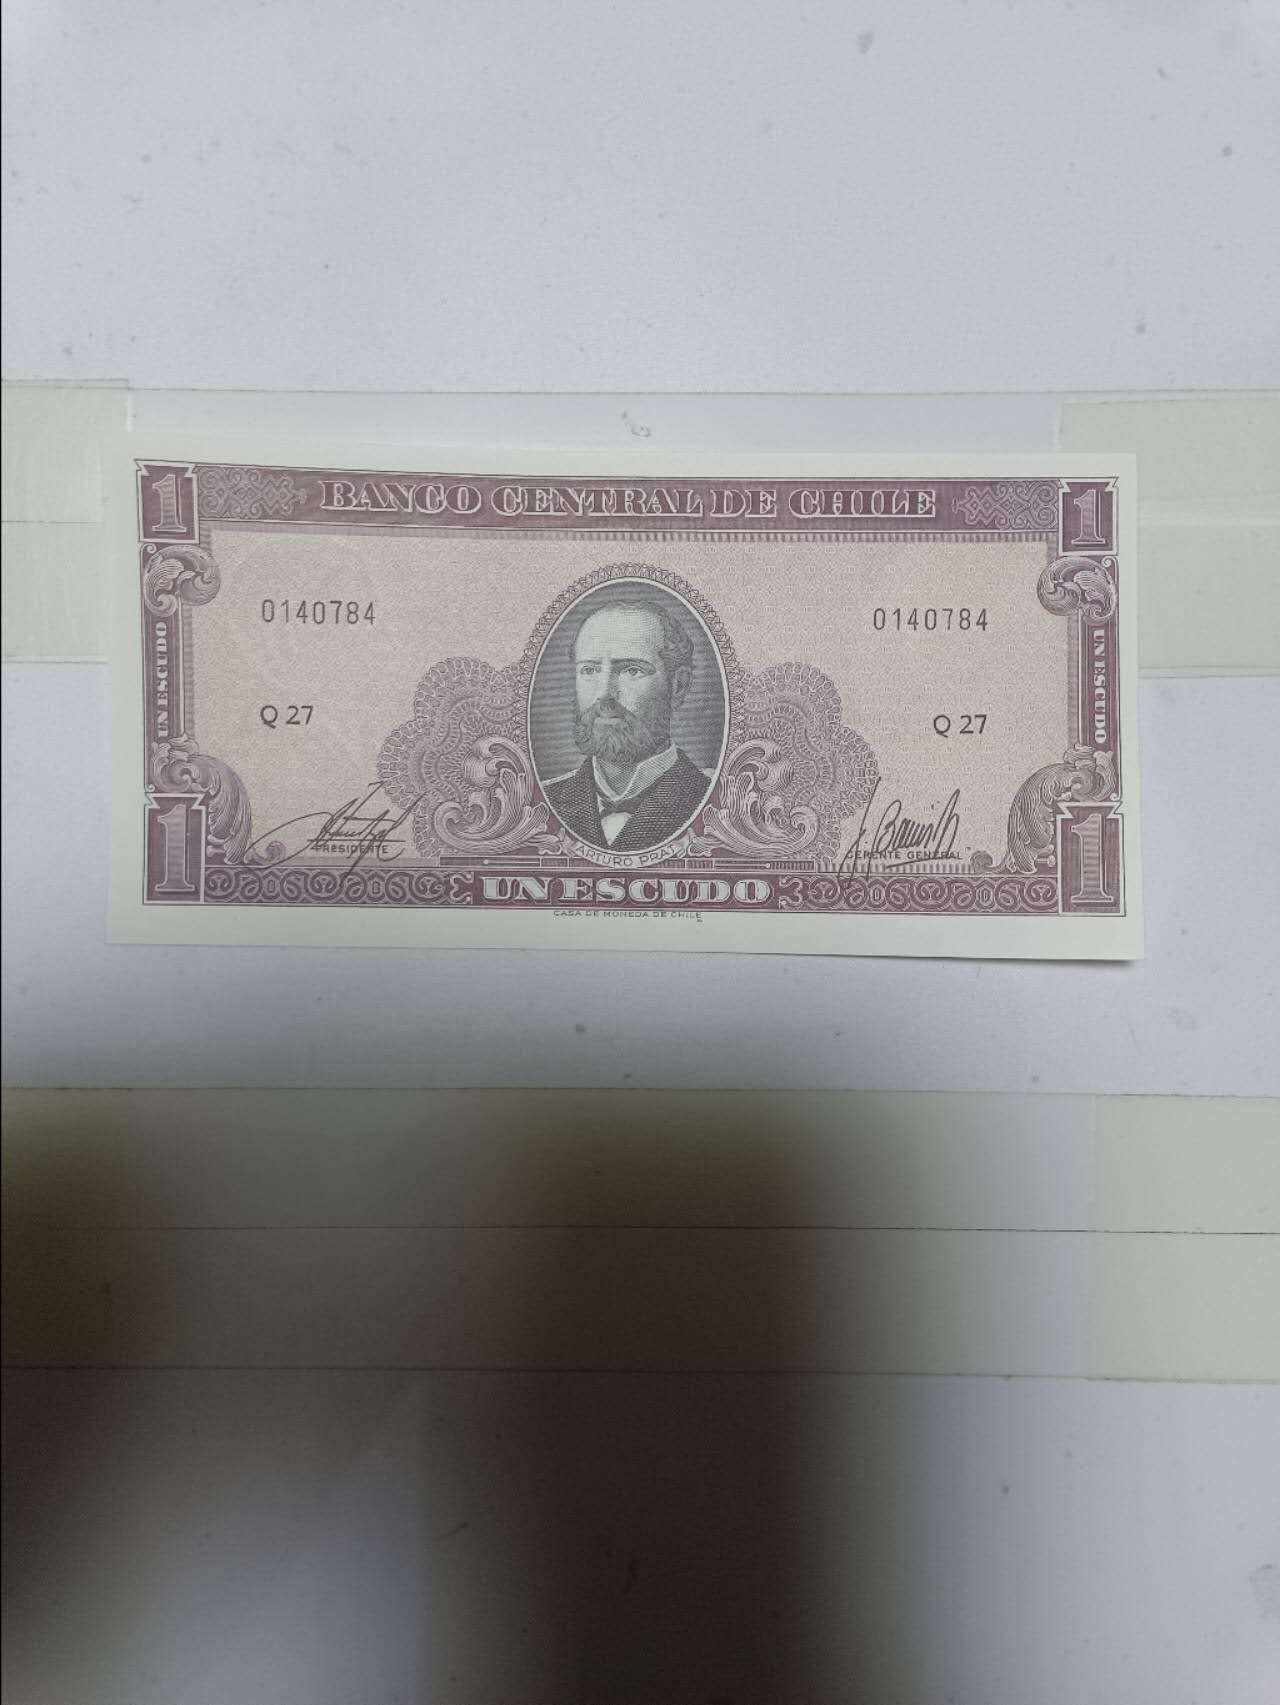 1 BANCO CENTRAL DE CHILE 1
0140784 0140784
UN ESCUDO UN ESCUDO
Q 27 Q 27
PRESIDENTE GERENTE GENERAL
ARTURO PRAT
1 UN ESCUDO 1
CASA DE MONEDA DE CHILE